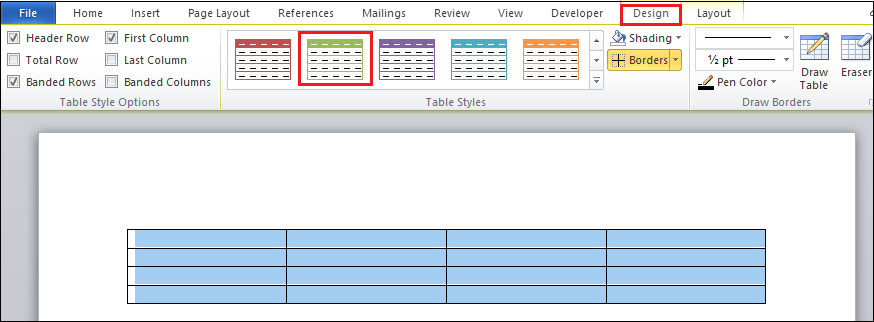 File Home Insert Page Layout References Mailings Review View Developer Design Layout
Header Row First Column
Total Row Last Column
Banded Rows Banded Columns
Table Style Options
Table Styles
Shading
Borders
½ pt
Pen Color
Draw Table
Eraser
Draw Borders